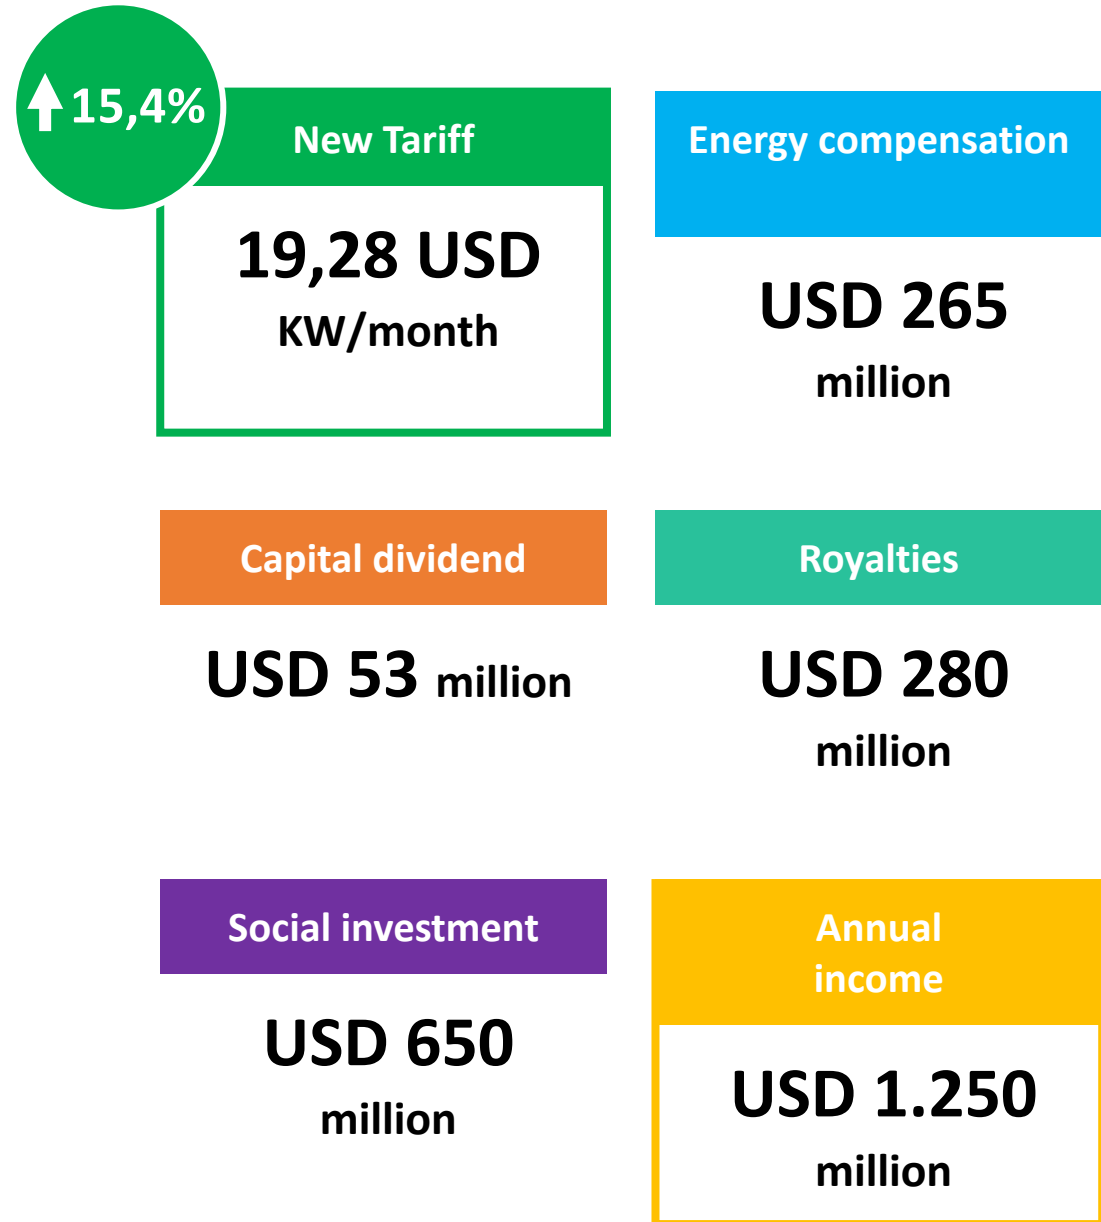 15,4%
New Tariff
19,28 USD
KW/month
Energy compensation
USD 265
million
Capital dividend
USD 53 million
Royalties
USD 280
million
Social investment
USD 650
million
Annual
income
USD 1.250
million